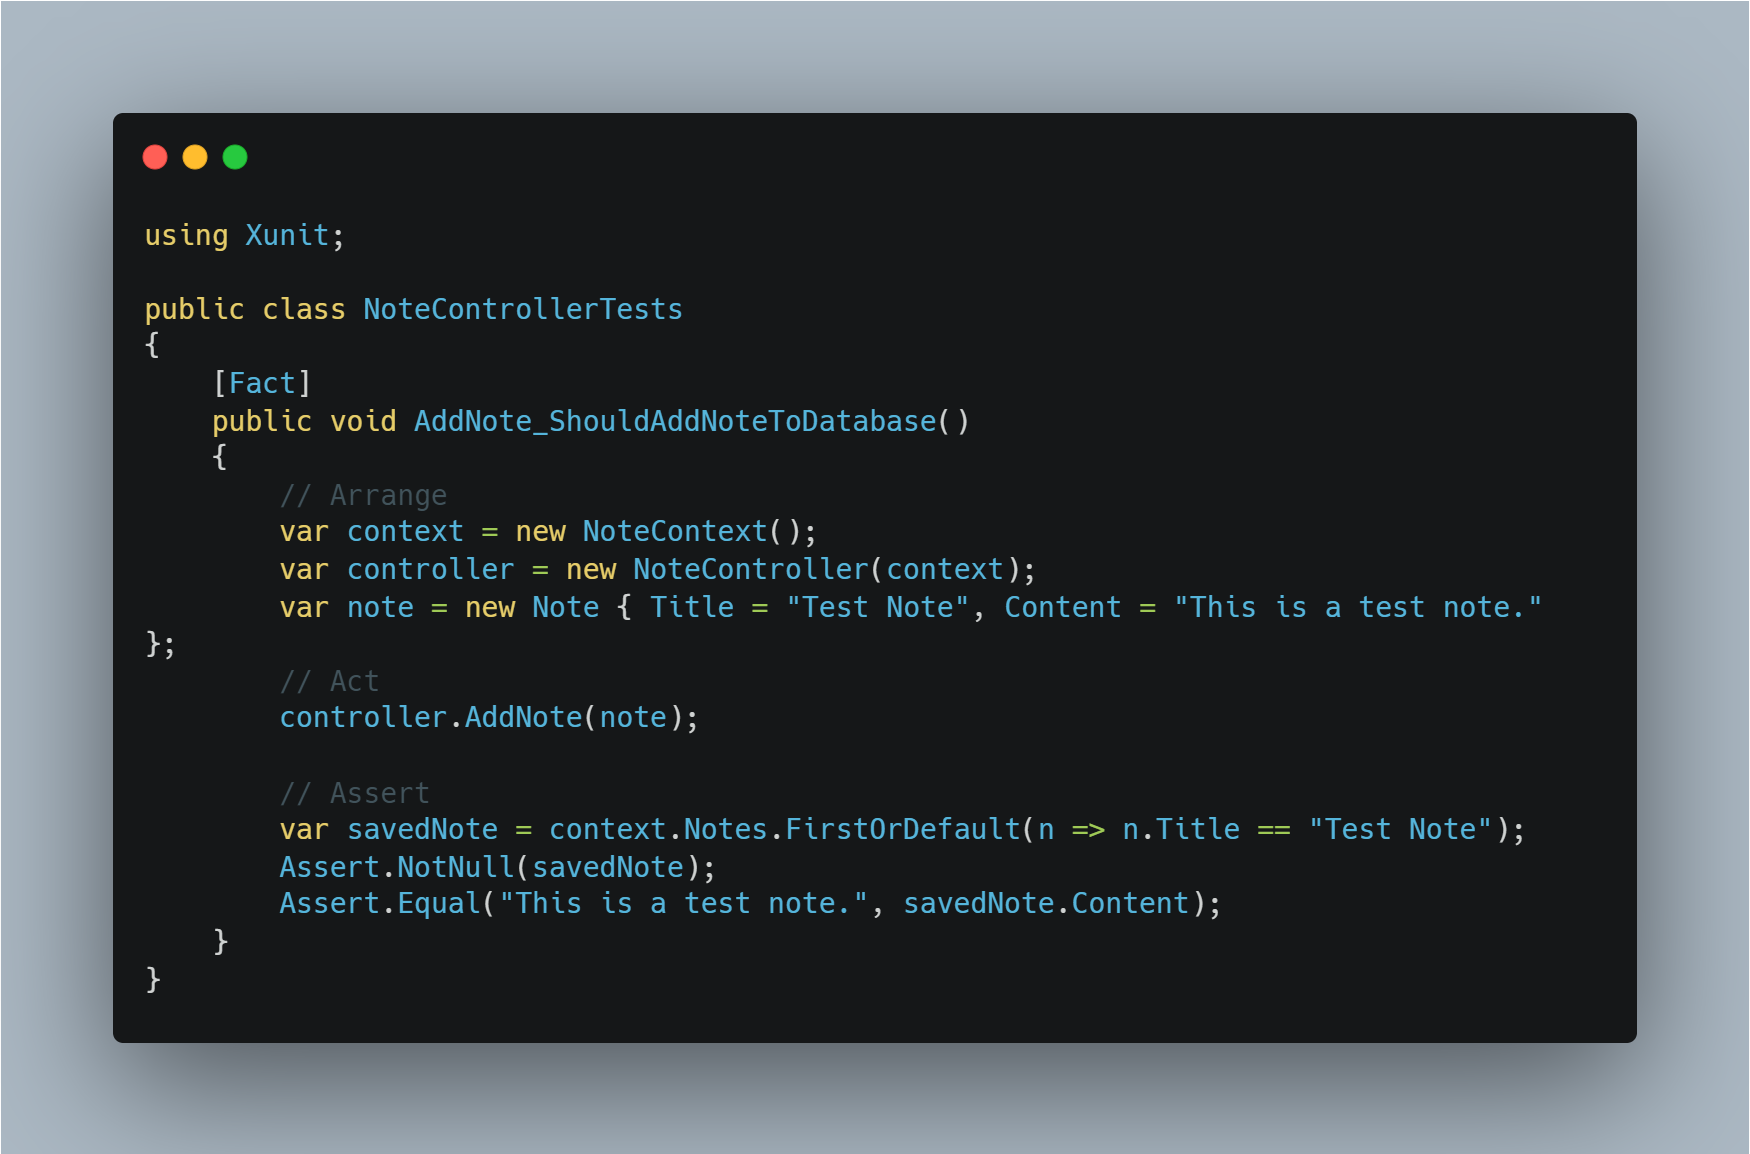 using Xunit;

public class NoteControllerTests
{
    [Fact]
    public void AddNote_ShouldAddNoteToDatabase()
    {
        // Arrange
        var context = new NoteContext();
        var controller = new NoteController(context);
        var note = new Note { Title = "Test Note", Content = "This is a test note."
};
        // Act
        controller.AddNote(note);

        // Assert
        var savedNote = context.Notes.FirstOrDefault(n => n.Title == "Test Note");
        Assert.NotNull(savedNote);
        Assert.Equal("This is a test note.", savedNote.Content);
    }
}